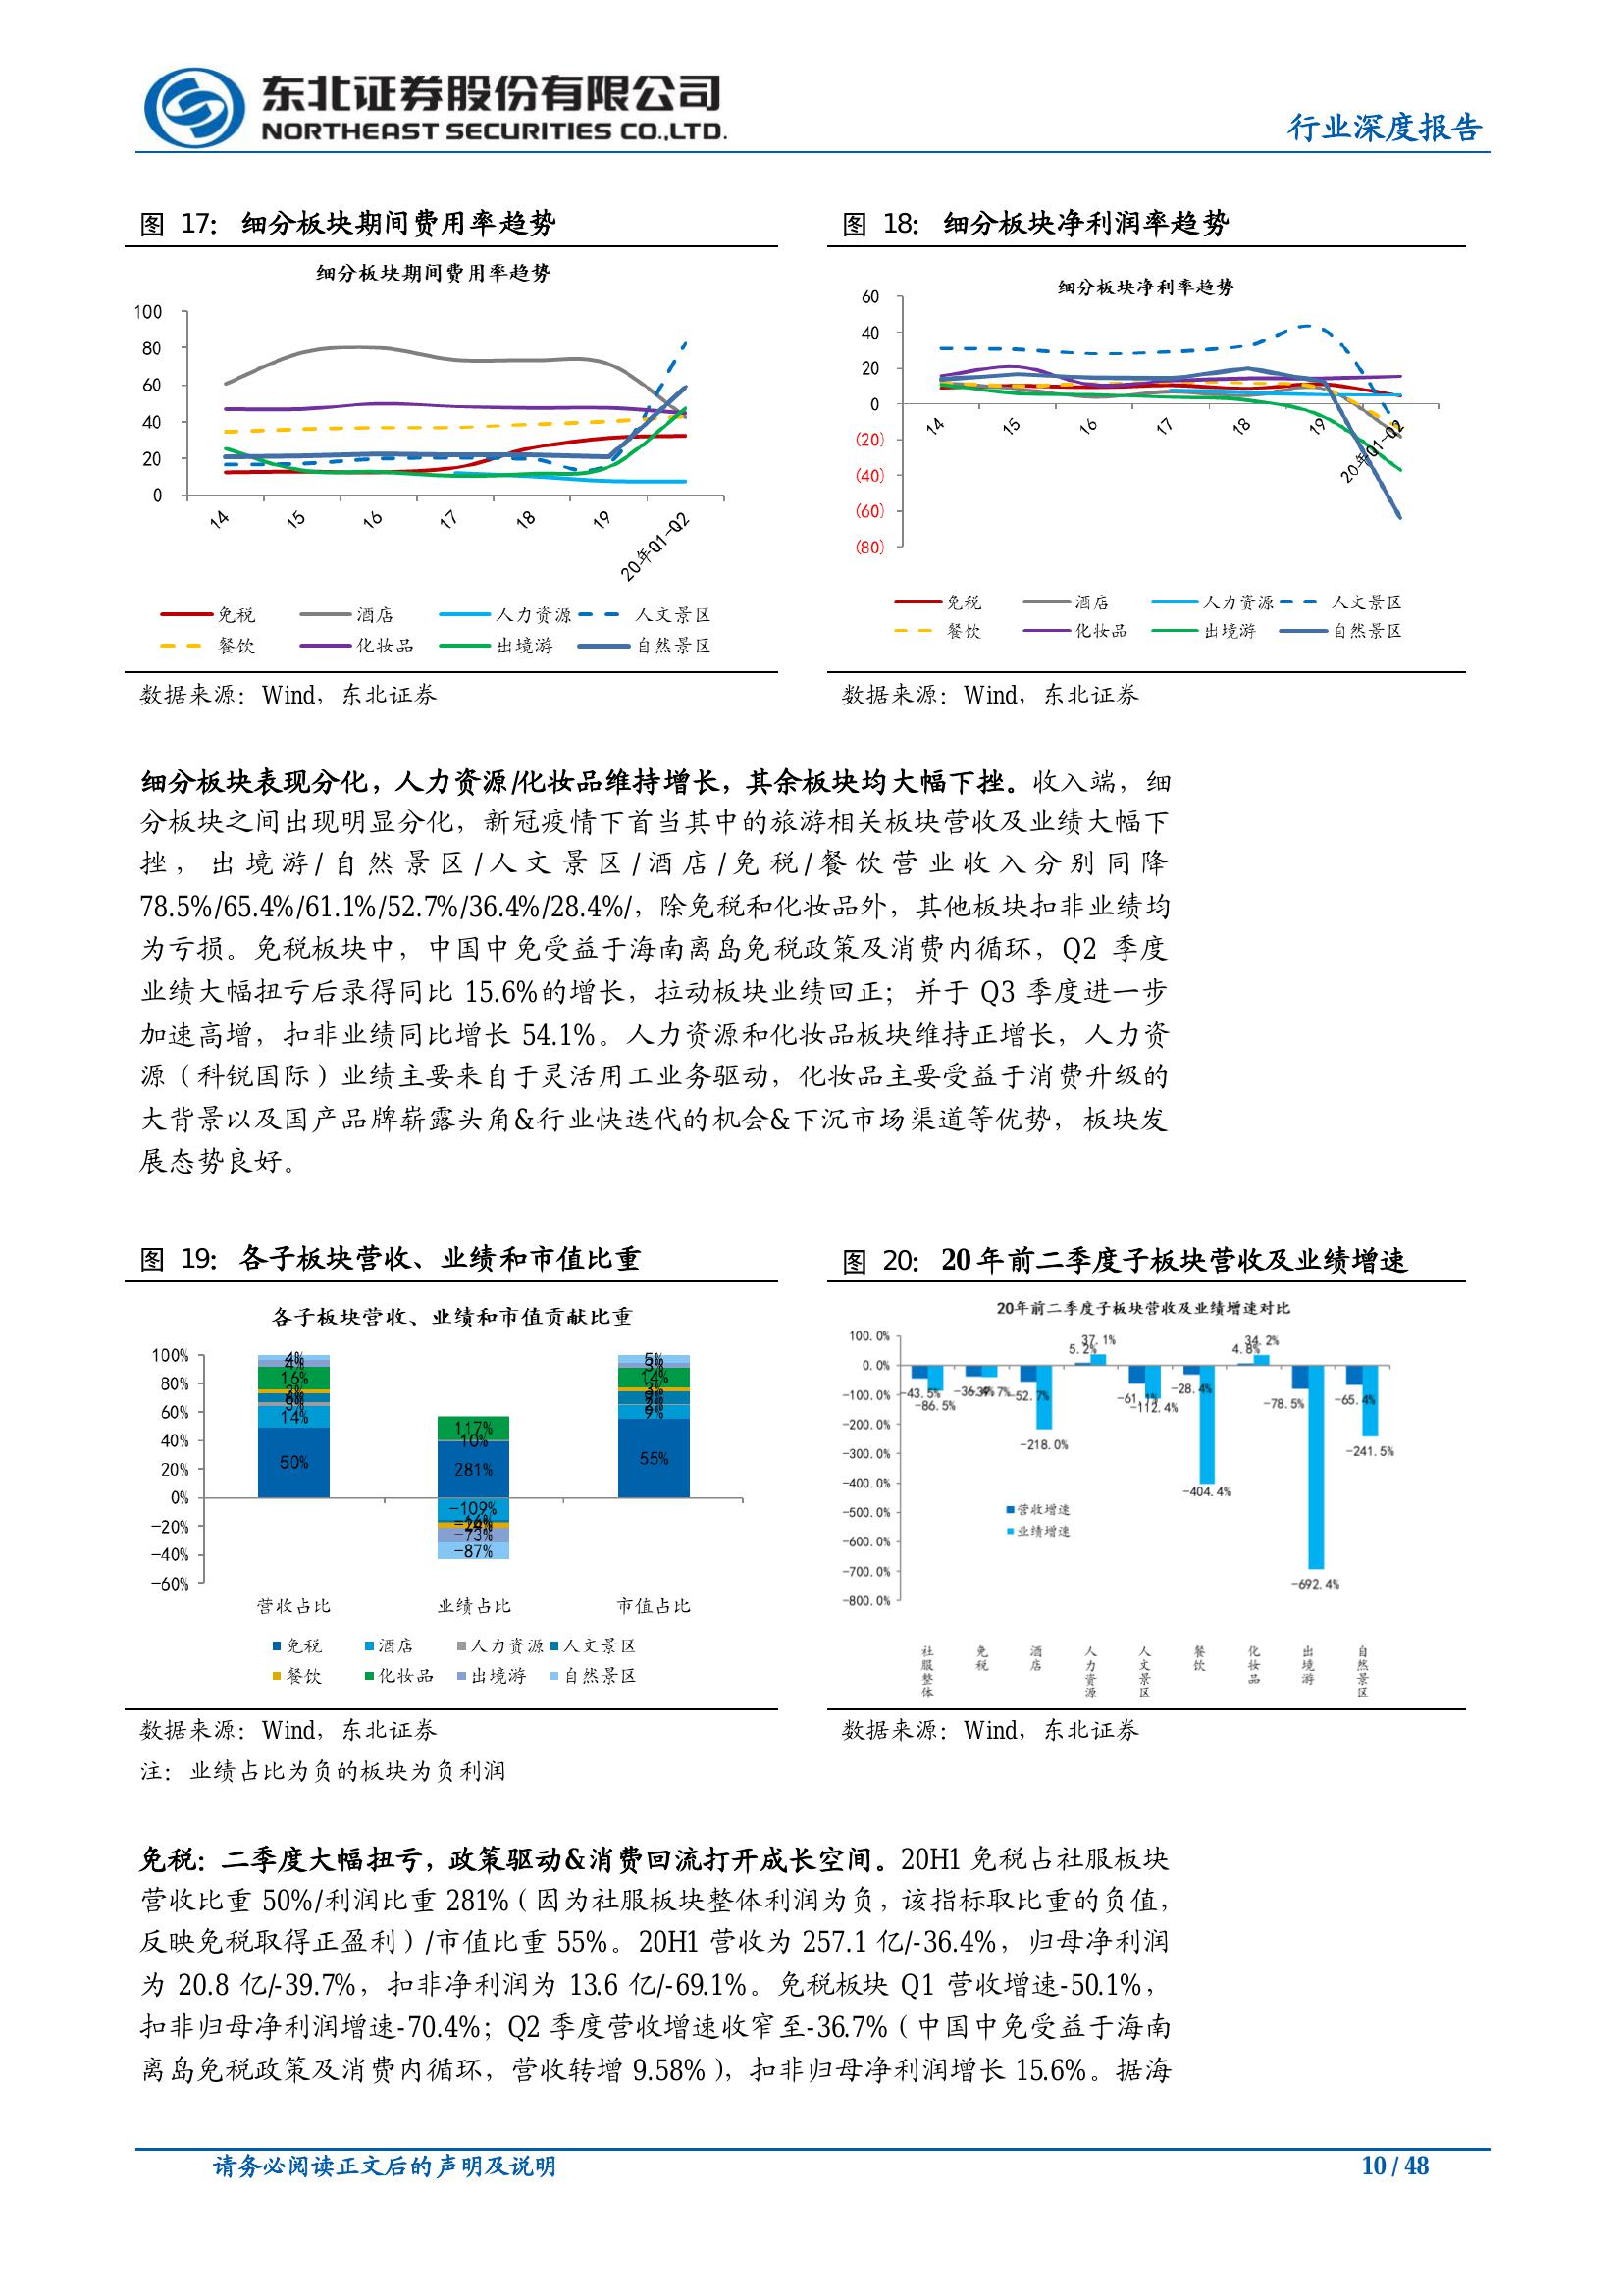 东北证券股份有限公司
NORTHEAST SECURITIES CO.,LTD.
行业深度报告
图 17： 细分板块期间费用率趋势
细分板块期间费用率趋势
100
80
60
40
20
0
14 15 16 17 18 19 20年Q1-Q2
免税 酒店 人力资源 人文景区
餐饮 化妆品 出境游 自然景区
数据来源：Wind，东北证券
图 18： 细分板块净利润率趋势
细分板块净利率趋势
60
40
20
0
(20)
(40)
(60)
(80)
14 15 16 17 18 19 20年Q1-Q2
免税 酒店 人力资源 人文景区
餐饮 化妆品 出境游 自然景区
数据来源：Wind，东北证券
细分板块表现分化，人力资源/化妆品维持增长，其余板块均大幅下挫。收入端，细
分板块之间出现明显分化，新冠疫情下首当其中的旅游相关板块营收及业绩大幅下
挫，出境游/自然景区/人文景区/酒店/免税/餐饮营业收入分别同降
78.5%/65.4%/61.1%/52.7%/36.4%/28.4%/，除免税和化妆品外，其他板块扣非业绩均
为亏损。免税板块中，中国中免受益于海南离岛免税政策及消费内循环，Q2 季度
业绩大幅扭亏后录得同比 15.6%的增长，拉动板块业绩回正；并于 Q3 季度进一步
加速高增，扣非业绩同比增长 54.1%。人力资源和化妆品板块维持正增长，人力资
源（科锐国际）业绩主要来自于灵活用工业务驱动，化妆品主要受益于消费升级的
大背景以及国产品牌崭露头角&行业快迭代的机会&下沉市场渠道等优势，板块发
展态势良好。
图 19： 各子板块营收、业绩和市值比重
各子板块营收、业绩和市值贡献比重
100%
80%
60%
40%
20%
0%
-20%
-40%
-60%
4%
4%
16%
14%
50%
117%
10%
281%
-109%
-73%
-87%
5%
14%
9%
55%
营收占比 业绩占比 市值占比
免税 酒店 人力资源 人文景区
餐饮 化妆品 出境游 自然景区
数据来源：Wind，东北证券
注：业绩占比为负的板块为负利润
图 20： 20 年前二季度子板块营收及业绩增速
20年前二季度子板块营收及业绩增速对比
100.0%
0.0%
-100.0%
-200.0%
-300.0%
-400.0%
-500.0%
-600.0%
-700.0%
-800.0%
-43.5% -36.4% -52.7% 5.2% -61.1% -28.4% 4.8% -78.5% -65.4%
-86.5% -39.7% -218.0% 37.1% -112.4% -404.4% 34.2% -692.4% -241.5%
营收增速
业绩增速
社服整体 免税 酒店 人力资源 人文景区 餐饮 化妆品 出境游 自然景区
数据来源：Wind，东北证券
免税：二季度大幅扭亏，政策驱动&消费回流打开成长空间。20H1 免税占社服板块
营收比重 50%/利润比重 281%（因为社服板块整体利润为负，该指标取比重的负值，
反映免税取得正盈利）/市值比重 55%。20H1 营收为 257.1 亿/-36.4%，归母净利润
为 20.8 亿/-39.7%，扣非净利润为 13.6 亿/-69.1%。免税板块 Q1 营收增速-50.1%，
扣非归母净利润增速-70.4%；Q2 季度营收增速收窄至-36.7%（中国中免受益于海南
离岛免税政策及消费内循环，营收转增 9.58%），扣非归母净利润增长 15.6%。据海
请务必阅读正文后的声明及说明
10 / 48